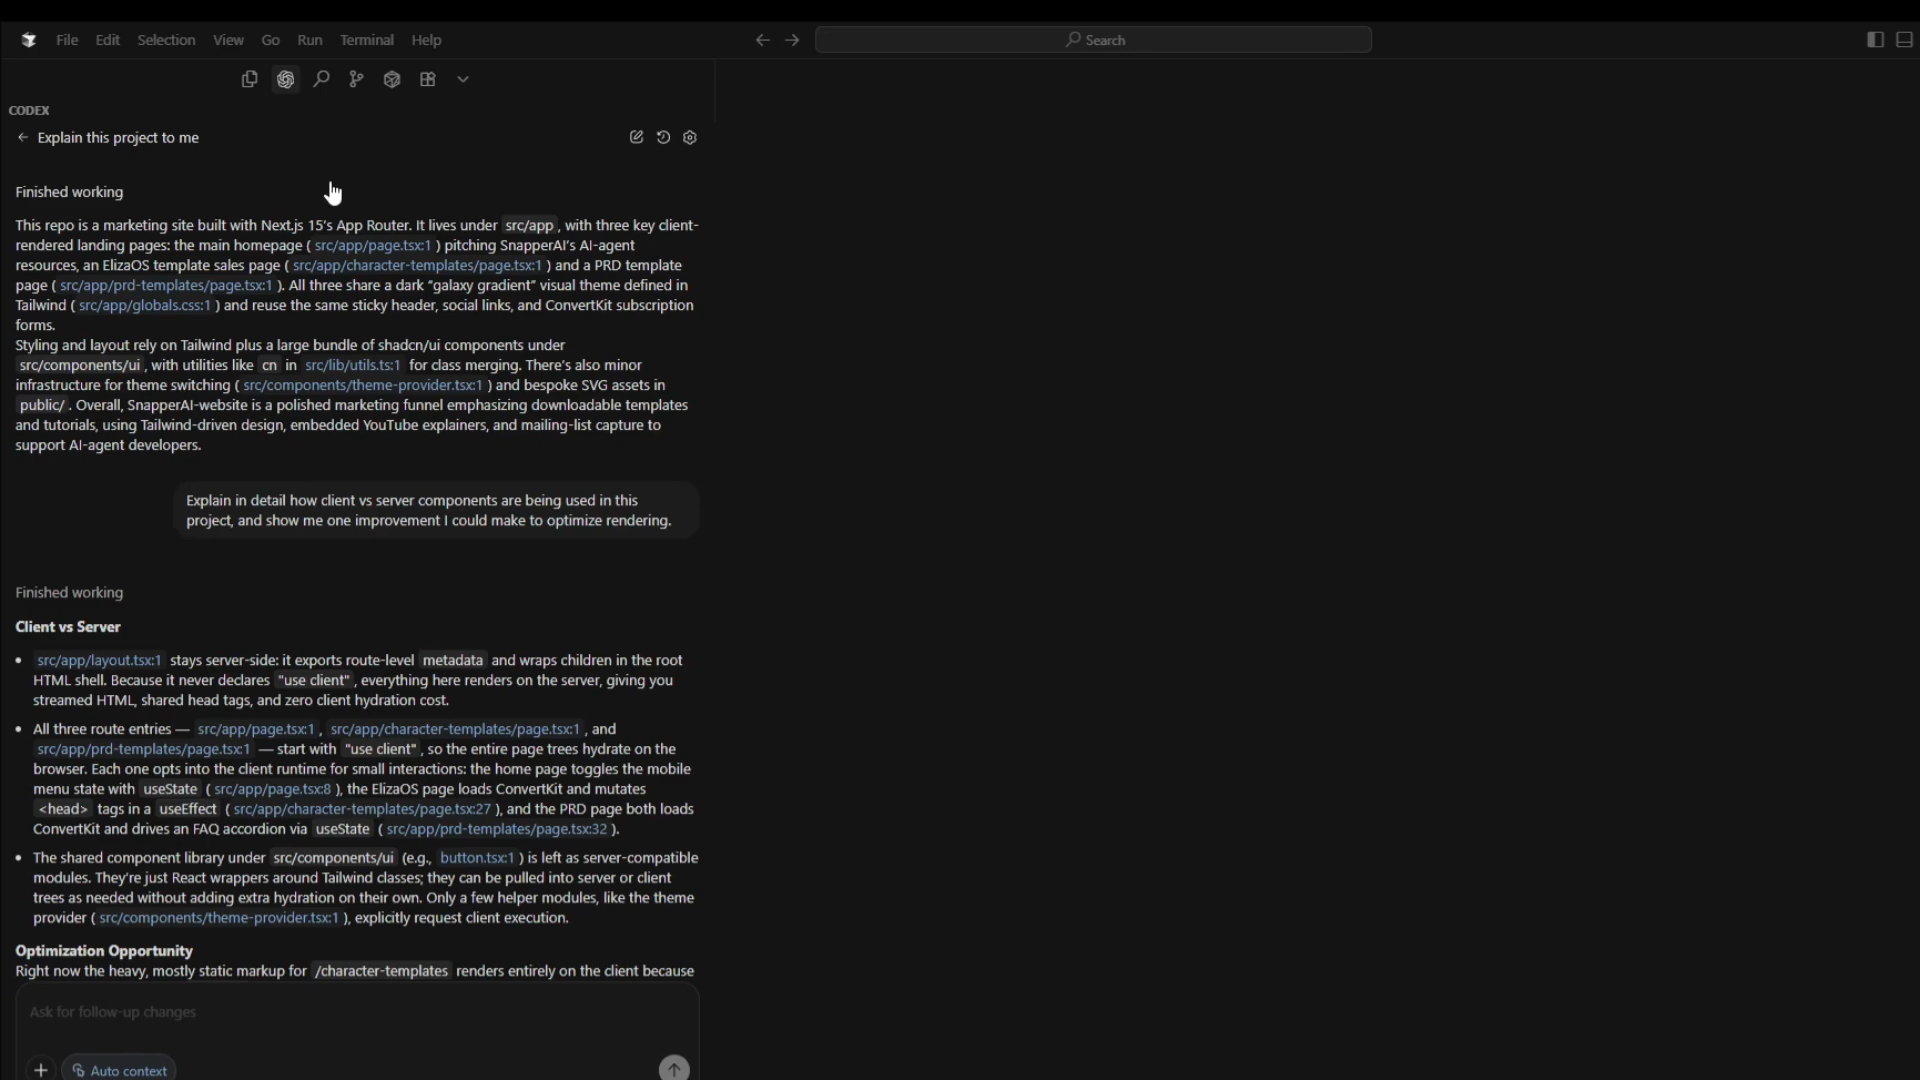 File Edit Selection View Go Run Terminal Help
Search
CODEX
Explain this project to me
Finished working
This repo is a marketing site built with Next.js 15's App Router. It lives under src/app, with three key client-
rendered landing pages: the main homepage ( src/app/page.tsx:1 ) pitching SnapperAI's AI-agent
resources, an ElizaOS template sales page ( src/app/character-templates/page.tsx:1 ) and a PRD template
page ( src/app/prd-templates/page.tsx:1 ). All three share a dark "galaxy gradient" visual theme defined in
Tailwind ( src/app/globals.css:1 ) and reuse the same sticky header, social links, and ConvertKit subscription
forms.
Styling and layout rely on Tailwind plus a large bundle of shadcn/ui components under
src/components/ui , with utilities like cn in src/lib/utils.ts:1 for class merging. There's also minor
infrastructure for theme switching ( src/components/theme-provider.tsx:1 ) and bespoke SVG assets in
public/ . Overall, SnapperAI-website is a polished marketing funnel emphasizing downloadable templates
and tutorials, using Tailwind-driven design, embedded YouTube explainers, and mailing-list capture to
support AI-agent developers.
Explain in detail how client vs server components are being used in this
project, and show me one improvement I could make to optimize rendering.
Finished working
Client vs Server
• src/app/layout.tsx:1 stays server-side: it exports route-level metadata and wraps children in the root
HTML shell. Because it never declares "use client" , everything here renders on the server, giving you
streamed HTML, shared head tags, and zero client hydration cost.
• All three route entries — src/app/page.tsx:1 , src/app/character-templates/page.tsx:1 , and
src/app/prd-templates/page.tsx:1 — start with "use client" , so the entire page trees hydrate on the
browser. Each one opts into the client runtime for small interactions: the home page toggles the mobile
menu state with useState ( src/app/page.tsx:8 ), the ElizaOS page loads ConvertKit and mutates
<head> tags in a useEffect ( src/app/character-templates/page.tsx:27 ), and the PRD page both loads
ConvertKit and drives an FAQ accordion via useState ( src/app/prd-templates/page.tsx:32 ).
• The shared component library under src/components/ui (e.g., button.tsx:1 ) is left as server-compatible
modules. They're just React wrappers around Tailwind classes; they can be pulled into server or client
trees as needed without adding extra hydration on their own. Only a few helper modules, like the theme
provider ( src/components/theme-provider.tsx:1 ), explicitly request client execution.
Optimization Opportunity
Right now the heavy, mostly static markup for /character-templates renders entirely on the client because
Ask for follow-up changes
Auto context